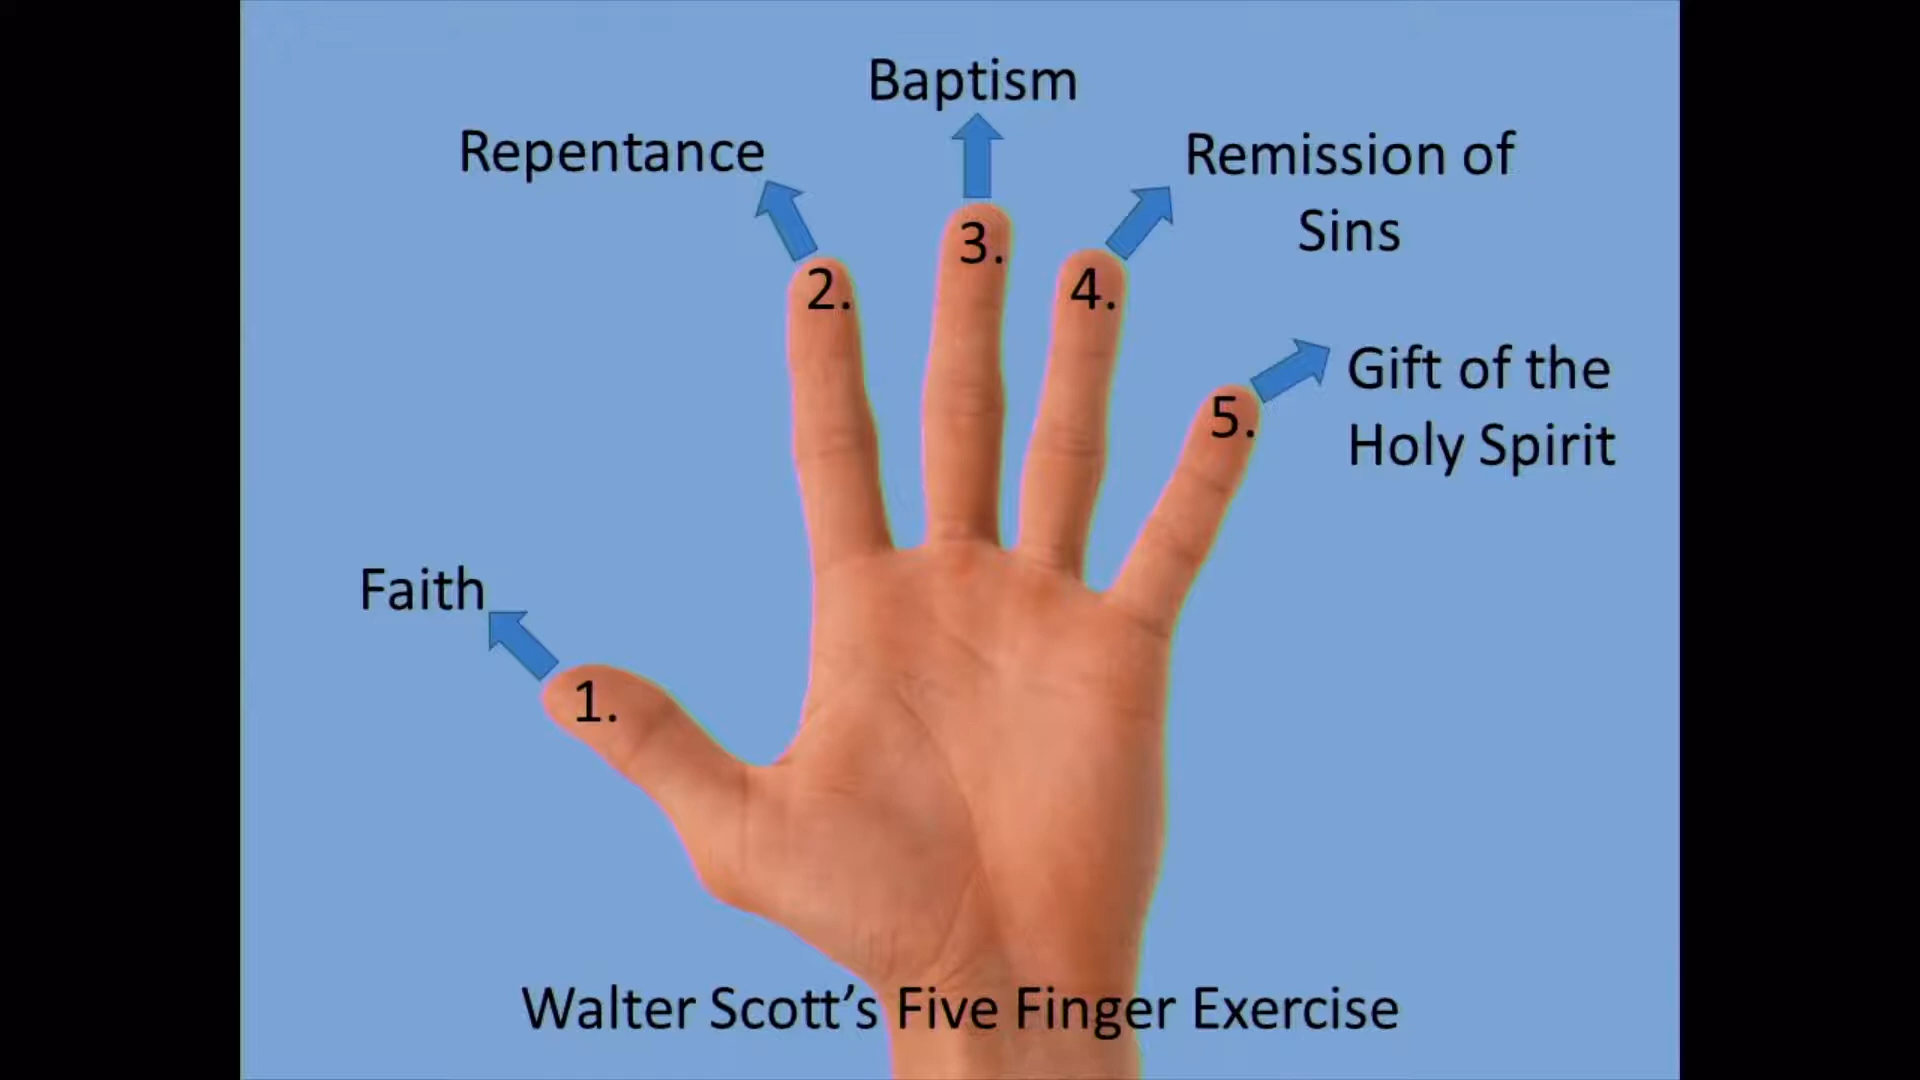 Baptism
Repentance
Remission of
Sins
3.
2.
4.
Gift of the
Holy Spirit
5.
Faith
1.
Walter Scott’s Five Finger Exercise